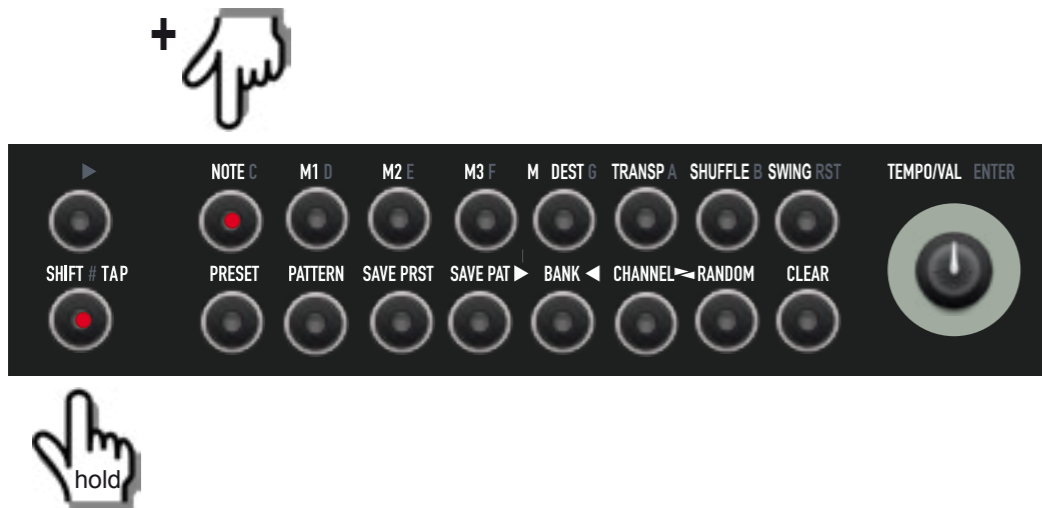 +
▶ NOTE C M1 D M2 E M3 F M DEST G TRANSP A SHUFFLE B SWING RST TEMPO/VAL ENTER
SHIFT # TAP PRESET PATTERN SAVE PRST SAVE PAT ▶ BANK ◀ CHANNEL RANDOM CLEAR
hold